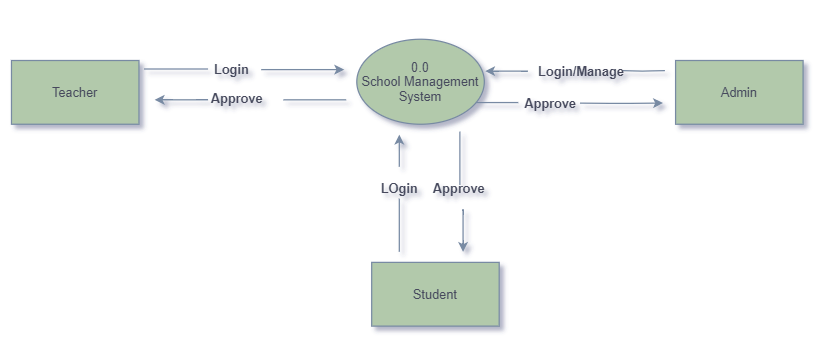 Teacher
Login
Approve
0.0
School Management
System
Login/Manage
Approve
Admin
LOgin
Approve
Student